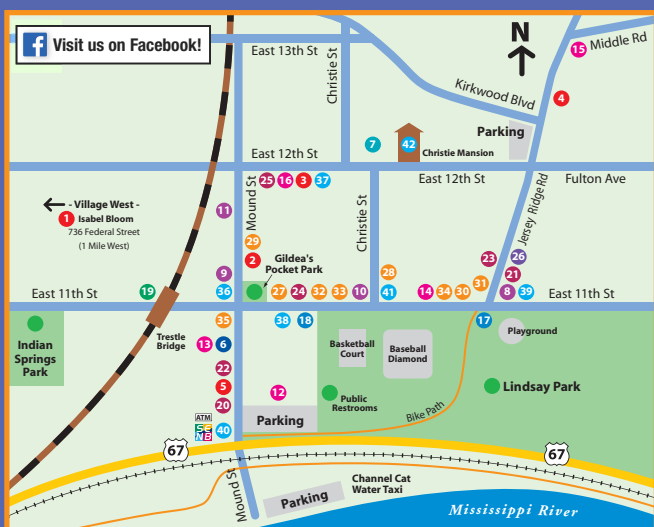 Visit us on Facebook!
N
15
Middle Rd
East 13th St
Christie St
Kirkwood Blvd
4
Parking
7
42
Christie Mansion
East 12th St
East 12th St
Fulton Ave
25 16 3 37
Mound St
Jersey Ridge Rd
- Village West -
1 Isabel Bloom
736 Federal Street
(1 Mile West)
11
Christie St
29
2
Gildea's
Pocket Park
23
26
9
28
21
19
36
27 24 32 33 10
41
14 34 30 31
8 39
East 11th St
East 11th St
35
38 18
17
Playground
Trestle
Bridge
13 6
Basketball
Court
Baseball
Diamond
Indian
Springs
Park
22
5
12
Public
Restrooms
Lindsay Park
20
Bike Path
ATM
SC
NB
40
Parking
67
67
Mound St
Channel Cat
Water Taxi
Parking
Mississippi River